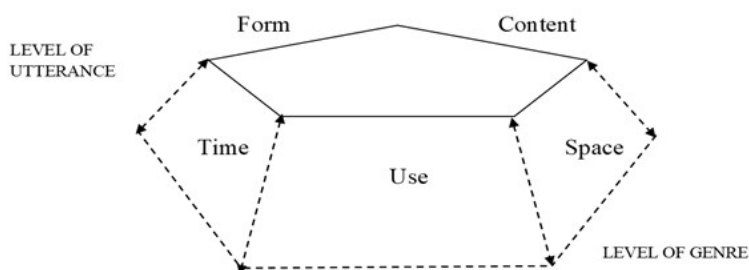 Form
Content
LEVEL OF
UTTERANCE
Time
Space
Use
LEVEL OF GENRE